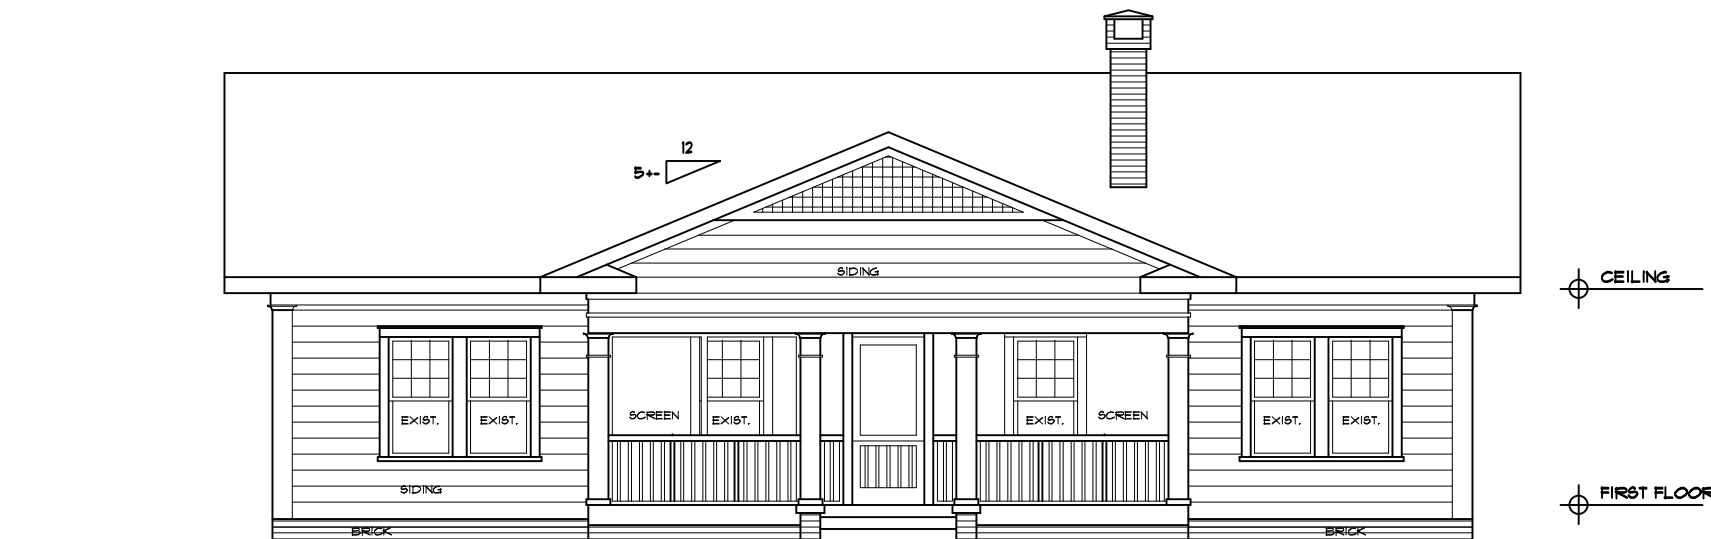 12
5+-
SIDING
CEILING
SCREEN
SCREEN
EXIST.
EXIST.
EXIST.
EXIST.
EXIST.
EXIST.
SIDING
FIRST FLOOR
BRICK
BRICK